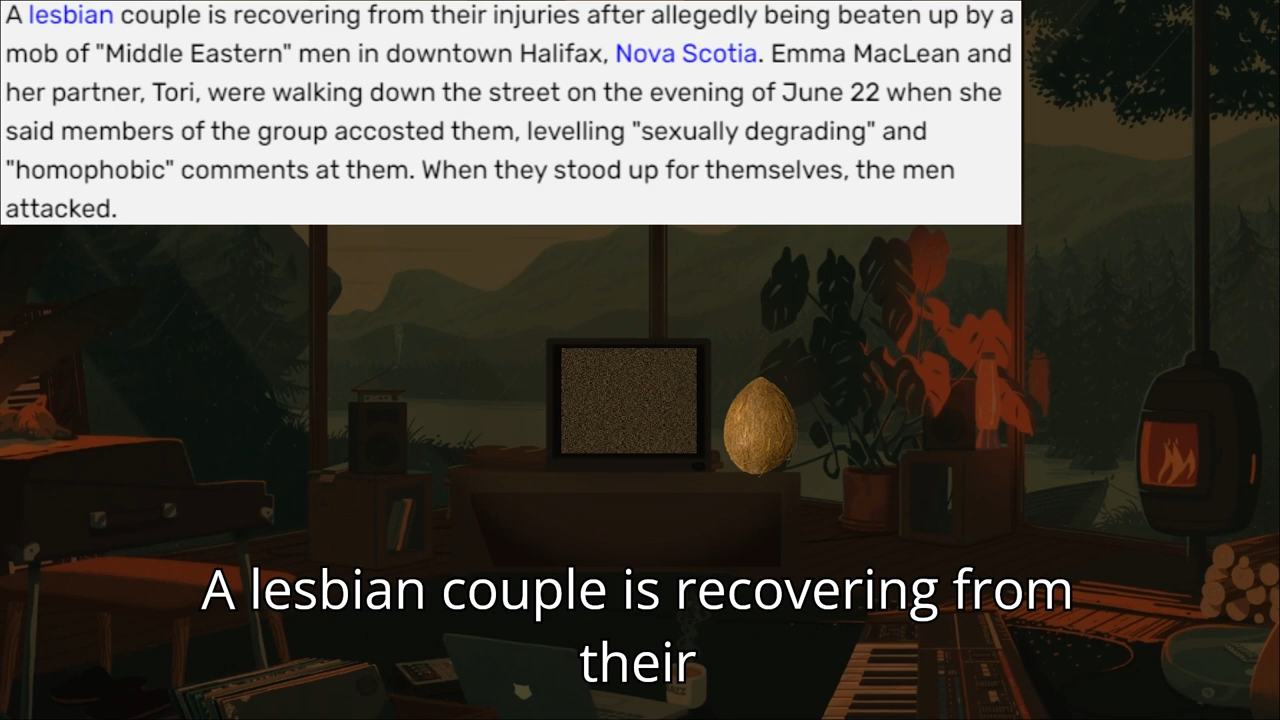 A lesbian couple is recovering from their injuries after allegedly being beaten up by a
mob of "Middle Eastern" men in downtown Halifax, Nova Scotia. Emma MacLean and
her partner, Tori, were walking down the street on the evening of June 22 when she
said members of the group accosted them, levelling "sexually degrading" and
"homophobic" comments at them. When they stood up for themselves, the men
attacked.
A lesbian couple is recovering from
their